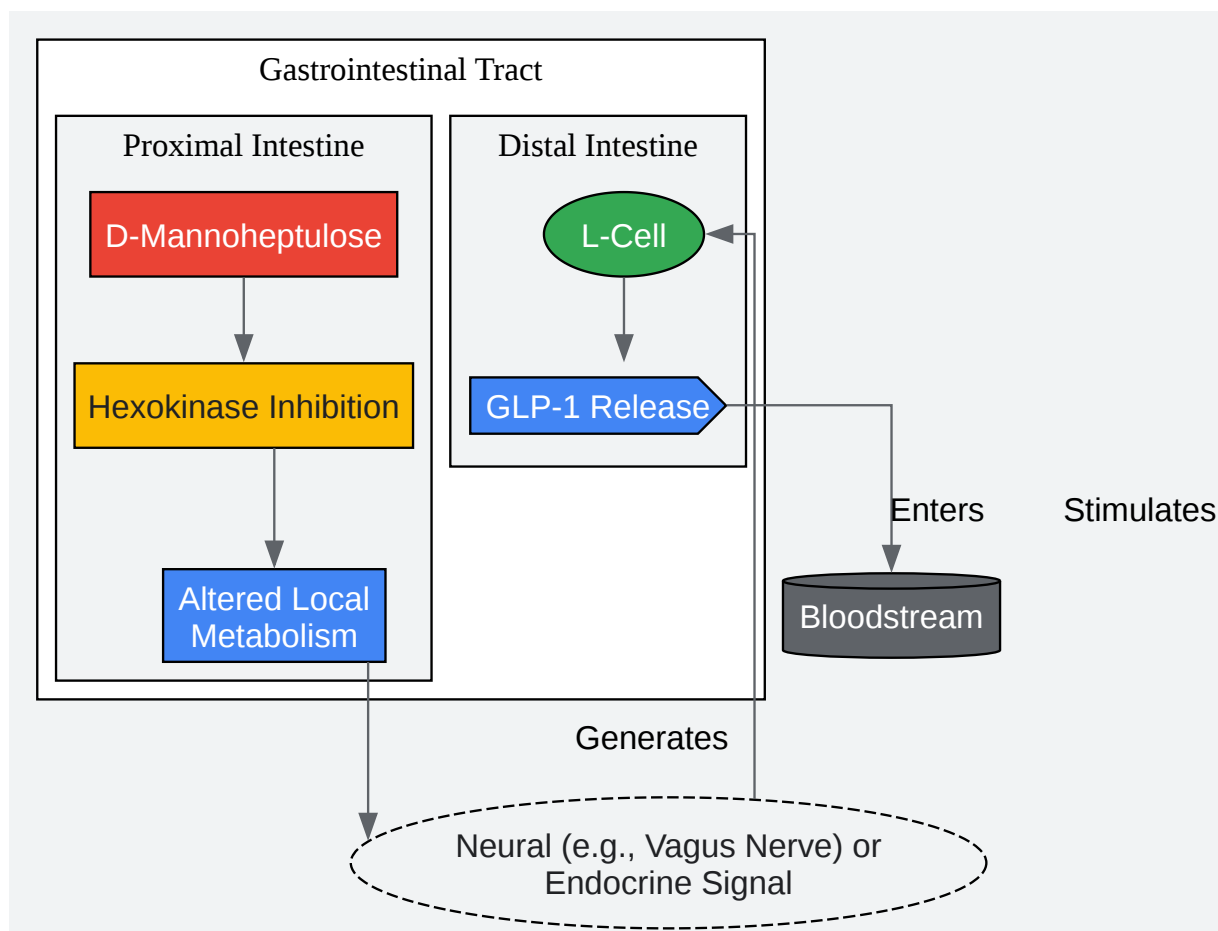 Gastrointestinal Tract
Proximal Intestine
Distal Intestine
D-Mannoheptulose
L-Cell
Hexokinase Inhibition
GLP-1 Release
Enters
Stimulates
Altered Local
Metabolism
Bloodstream
Generates
Neural (e.g., Vagus Nerve) or
Endocrine Signal